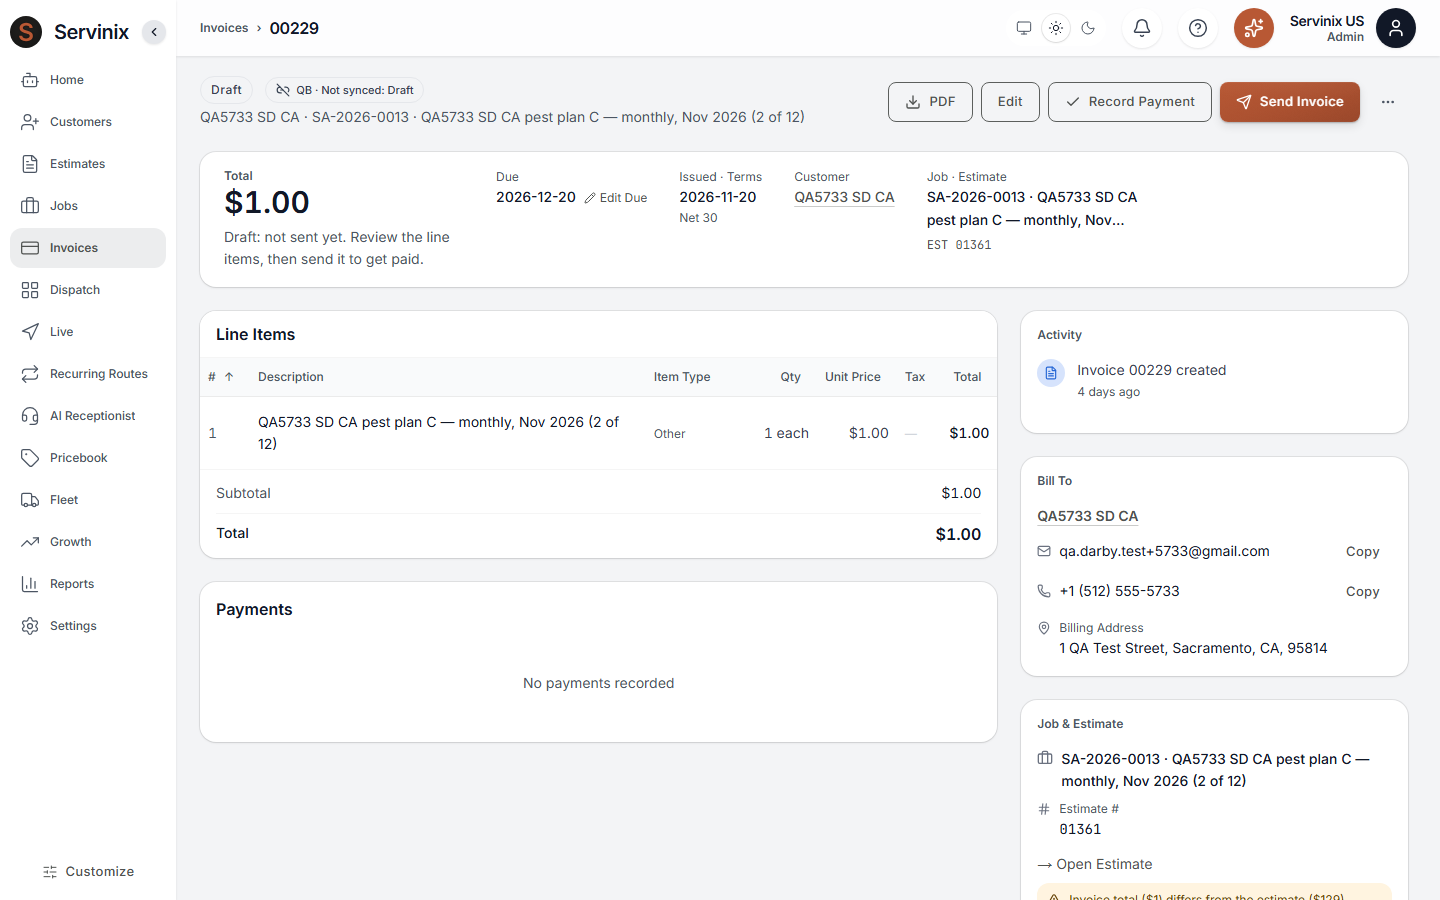 S Servinix
Home
Customers
Estimates
Jobs
Invoices
Dispatch
Live
Recurring Routes
AI Receptionist
Pricebook
Fleet
Growth
Reports
Settings
Customize
Invoices › 00229
Servinix US
Admin
Draft
QB · Not synced: Draft
QA5733 SD CA · SA-2026-0013 · QA5733 SD CA pest plan C — monthly, Nov 2026 (2 of 12)
PDF
Edit
Record Payment
Send Invoice
Total
$1.00
Draft: not sent yet. Review the line
items, then send it to get paid.
Due
2026-12-20 Edit Due
Issued · Terms
2026-11-20
Net 30
Customer
QA5733 SD CA
Job · Estimate
SA-2026-0013 · QA5733 SD CA
pest plan C — monthly, Nov…
EST 01361
Line Items
# ↑ Description Item Type Qty Unit Price Tax Total
1 QA5733 SD CA pest plan C — monthly, Nov 2026 (2 of
12) Other 1 each $1.00 — $1.00
Subtotal $1.00
Total $1.00
Payments
No payments recorded
Activity
Invoice 00229 created
4 days ago
Bill To
QA5733 SD CA
qa.darby.test+5733@gmail.com Copy
+1 (512) 555-5733 Copy
Billing Address
1 QA Test Street, Sacramento, CA, 95814
Job & Estimate
SA-2026-0013 · QA5733 SD CA pest plan C —
monthly, Nov 2026 (2 of 12)
Estimate #
01361
→ Open Estimate
Invoice total ($1) differs from the estimate ($129)